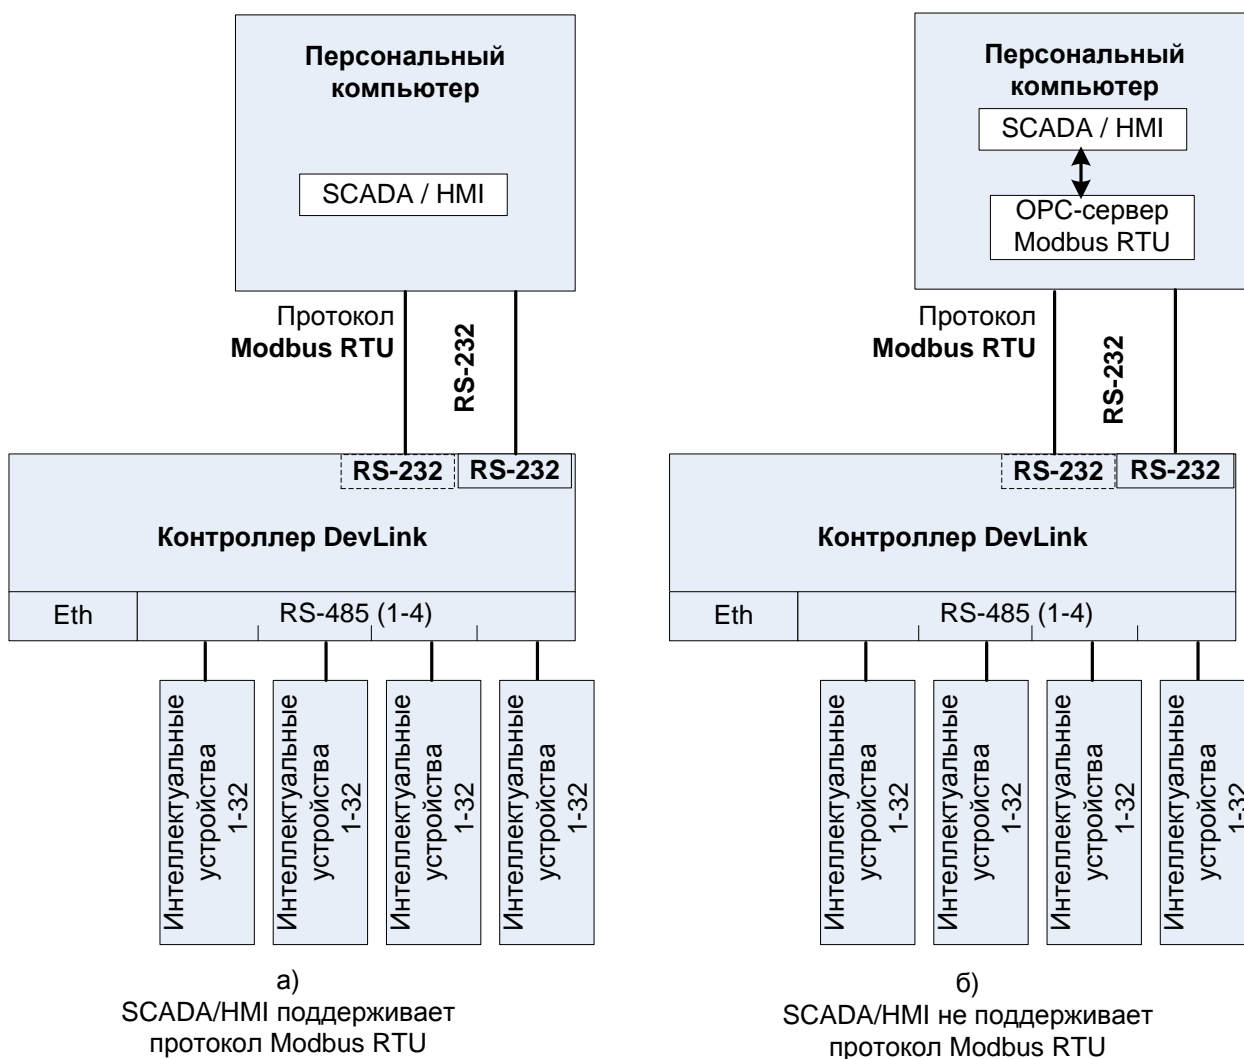 Персональный
компьютер
SCADA / HMI
Протокол
Modbus RTU
RS-232
RS-232
RS-232
Контроллер DevLink
Eth
RS-485 (1-4)
Интеллектуальные
устройства
1-32
Интеллектуальные
устройства
1-32
Интеллектуальные
устройства
1-32
Интеллектуальные
устройства
1-32
а)
SCADA/HMI поддерживает
протокол Modbus RTU
Персональный
компьютер
SCADA / HMI
OPC-сервер
Modbus RTU
Протокол
Modbus RTU
RS-232
RS-232
RS-232
Контроллер DevLink
Eth
RS-485 (1-4)
Интеллектуальные
устройства
1-32
Интеллектуальные
устройства
1-32
Интеллектуальные
устройства
1-32
Интеллектуальные
устройства
1-32
б)
SCADA/HMI не поддерживает
протокол Modbus RTU